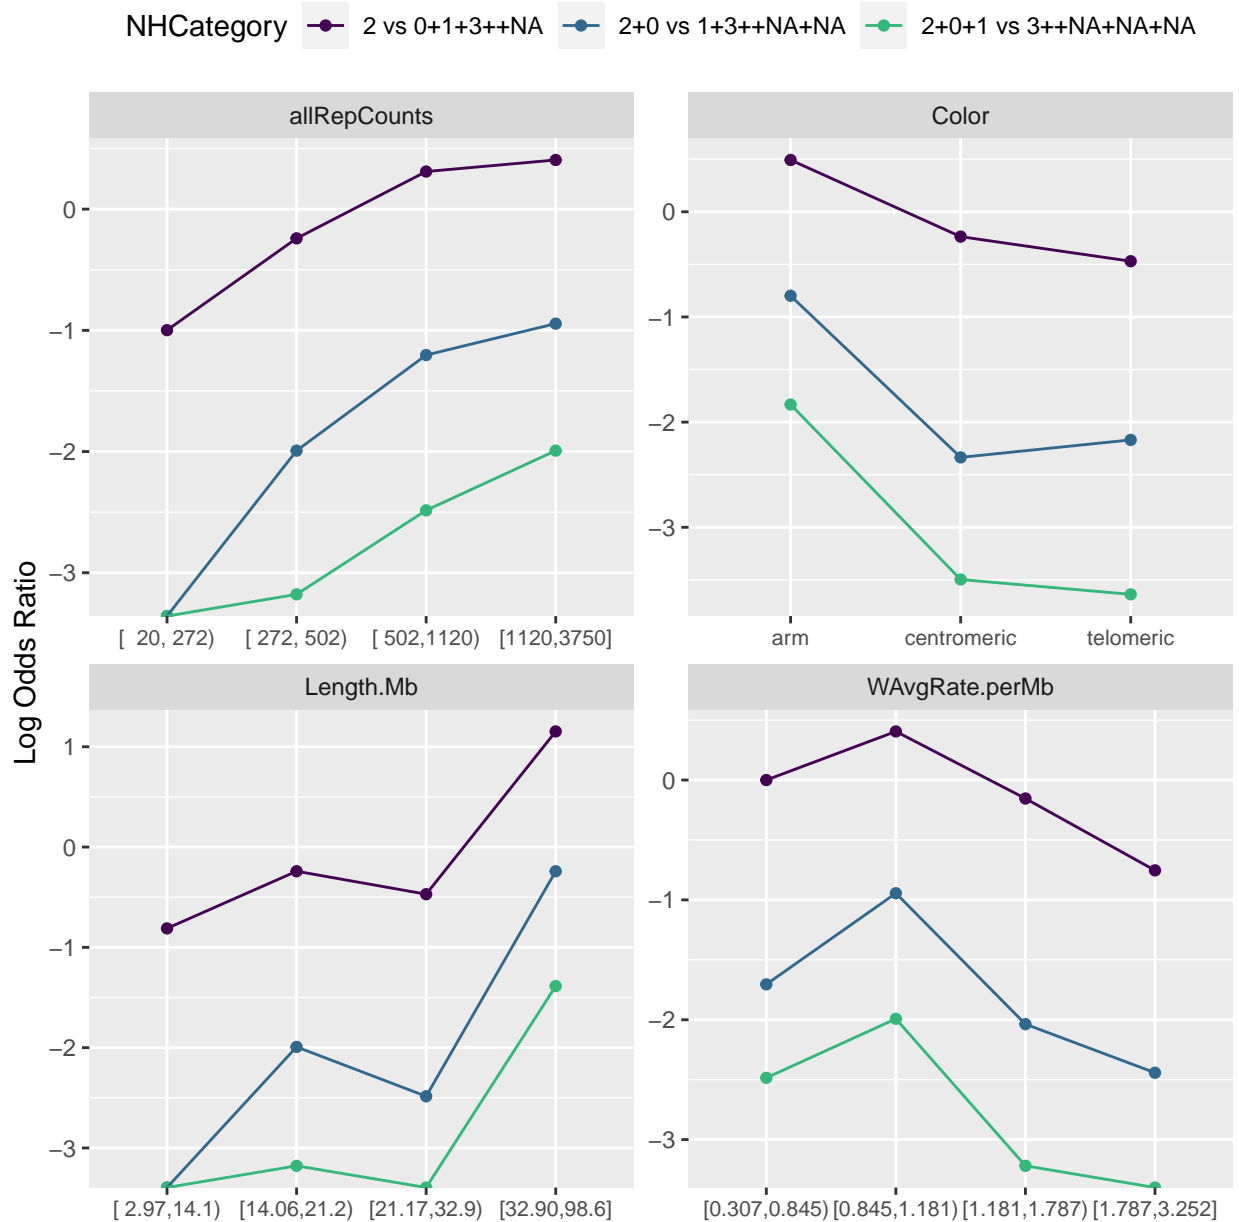 NHCategory 2 vs 0+1+3++NA 2+0 vs 1+3++NA+NA 2+0+1 vs 3++NA+NA+NA
allRepCounts
0
−1
−2
−3
[  20, 272) [ 272, 502) [ 502,1120) [1120,3750]
Color
0
−1
−2
−3
arm centromeric telomeric
Log Odds Ratio
Length.Mb
1
0
−1
−2
−3
[ 2.97,14.1) [14.06,21.2) [21.17,32.9) [32.90,98.6]
WAvgRate.perMb
0
−1
−2
−3
[0.307,0.845) [0.845,1.181) [1.181,1.787) [1.787,3.252]